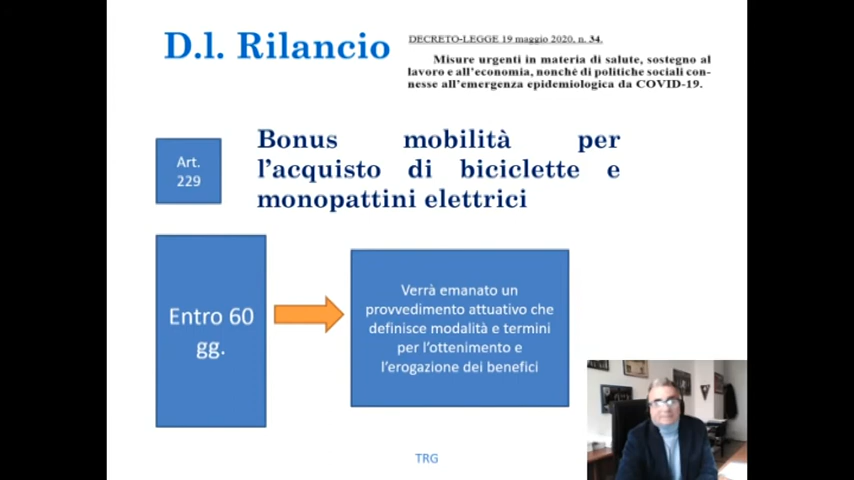 D.l. Rilancio
DECRETO-LEGGE 19 maggio 2020, n. 34.
Misure urgenti in materia di salute, sostegno al
lavoro e all'economia, nonché di politiche sociali con-
nesse all'emergenza epidemiologica da COVID-19.
Art.
229
Bonus mobilità per
l'acquisto di biciclette e
monopattini elettrici
Entro 60
gg.
Verrà emanato un
provvedimento attuativo che
definisce modalità e termini
per l'ottenimento e
l'erogazione dei benefici
TRG